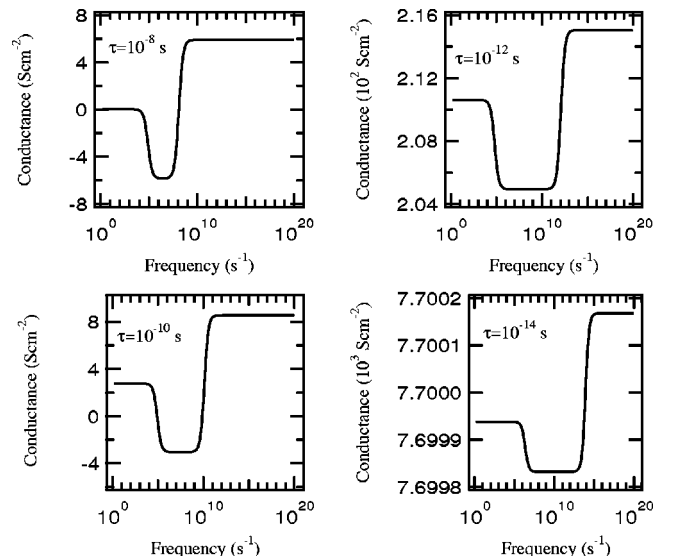 Conductance (Scm⁻²)
8
4
0
-4
-8
τ=10⁻⁸ s
10⁰ 10¹⁰ 10²⁰
Frequency (s⁻¹)
Conductance (10² Scm⁻²)
2.16
2.12
2.08
2.04
τ=10⁻¹² s
10⁰ 10¹⁰ 10²⁰
Frequency (s⁻¹)
Conductance (Scm⁻²)
8
4
0
-4
τ=10⁻¹⁰ s
10⁰ 10¹⁰ 10²⁰
Frequency (s⁻¹)
Conductance (10³ Scm⁻²)
7.7002
7.7001
7.7000
7.6999
7.6998
τ=10⁻¹⁴ s
10⁰ 10¹⁰ 10²⁰
Frequency (s⁻¹)